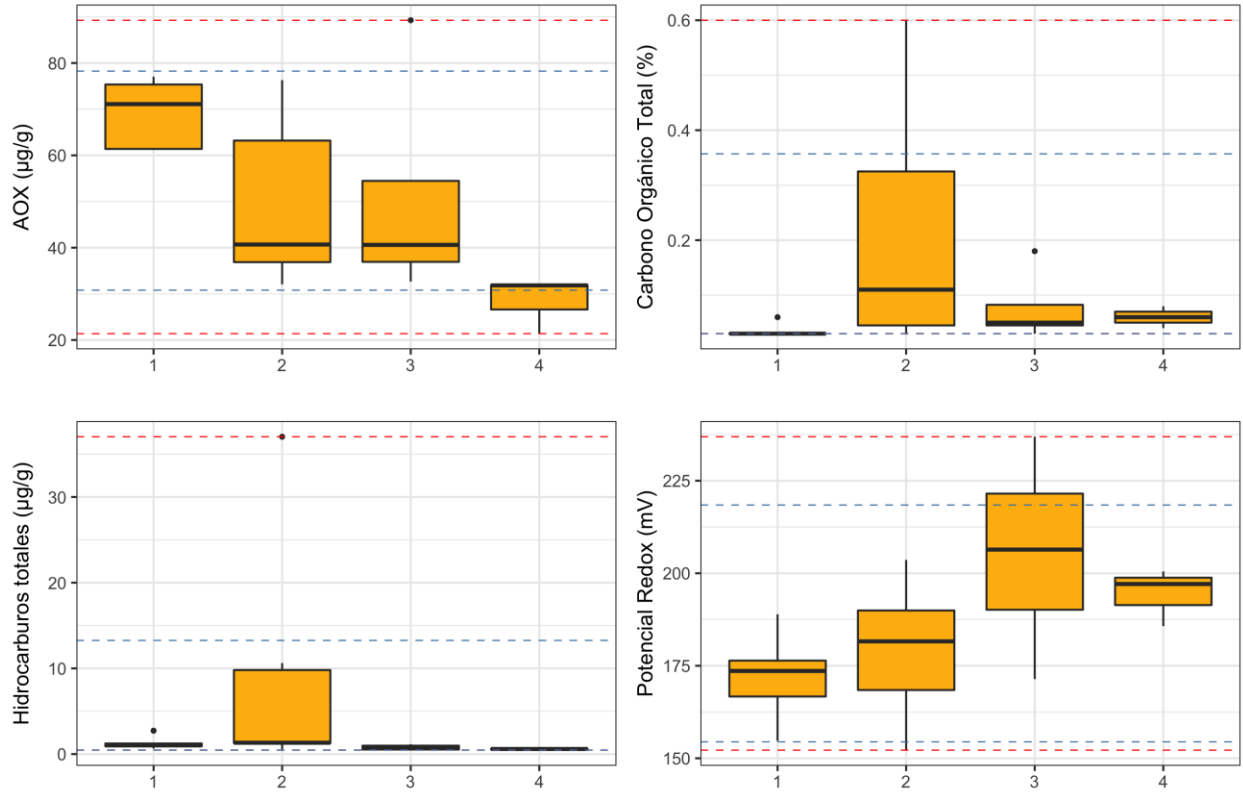 AOX (µg/g)
80
60
40
20
1 2 3 4
Carbono Orgánico Total (%)
0.6
0.4
0.2
1 2 3 4
Hidrocarburos totales (µg/g)
30
20
10
0
1 2 3 4
Potencial Redox (mV)
225
200
175
150
1 2 3 4